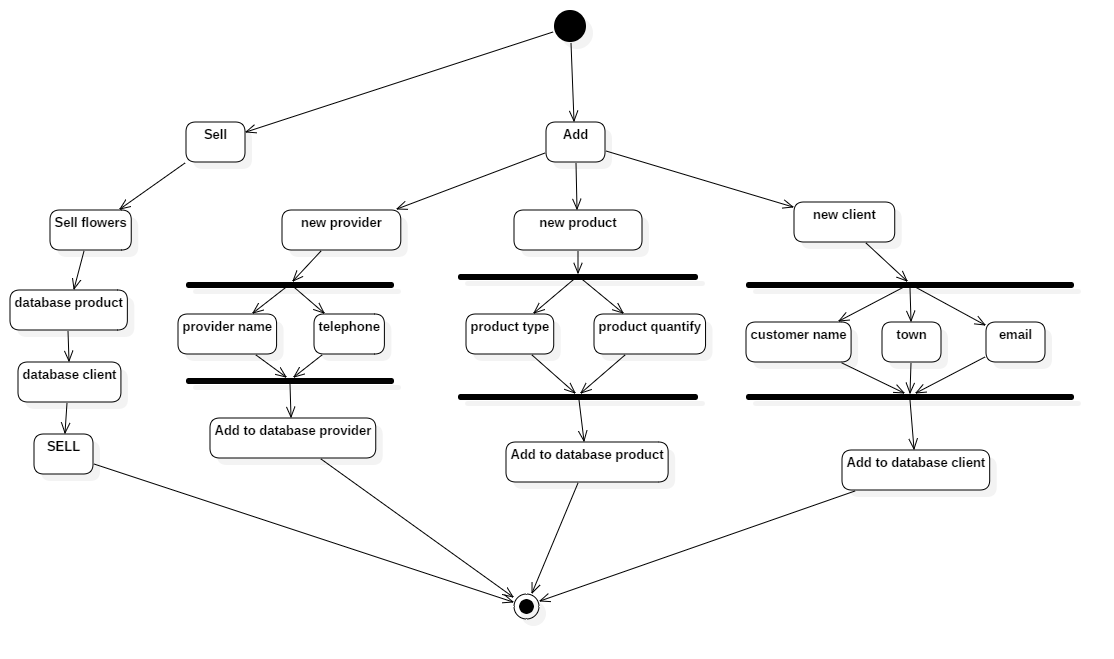 Sell
Add
Sell flowers
new provider
new product
new client
database product
provider name
telephone
product type
product quantify
customer name
town
email
database client
SELL
Add to database provider
Add to database product
Add to database client